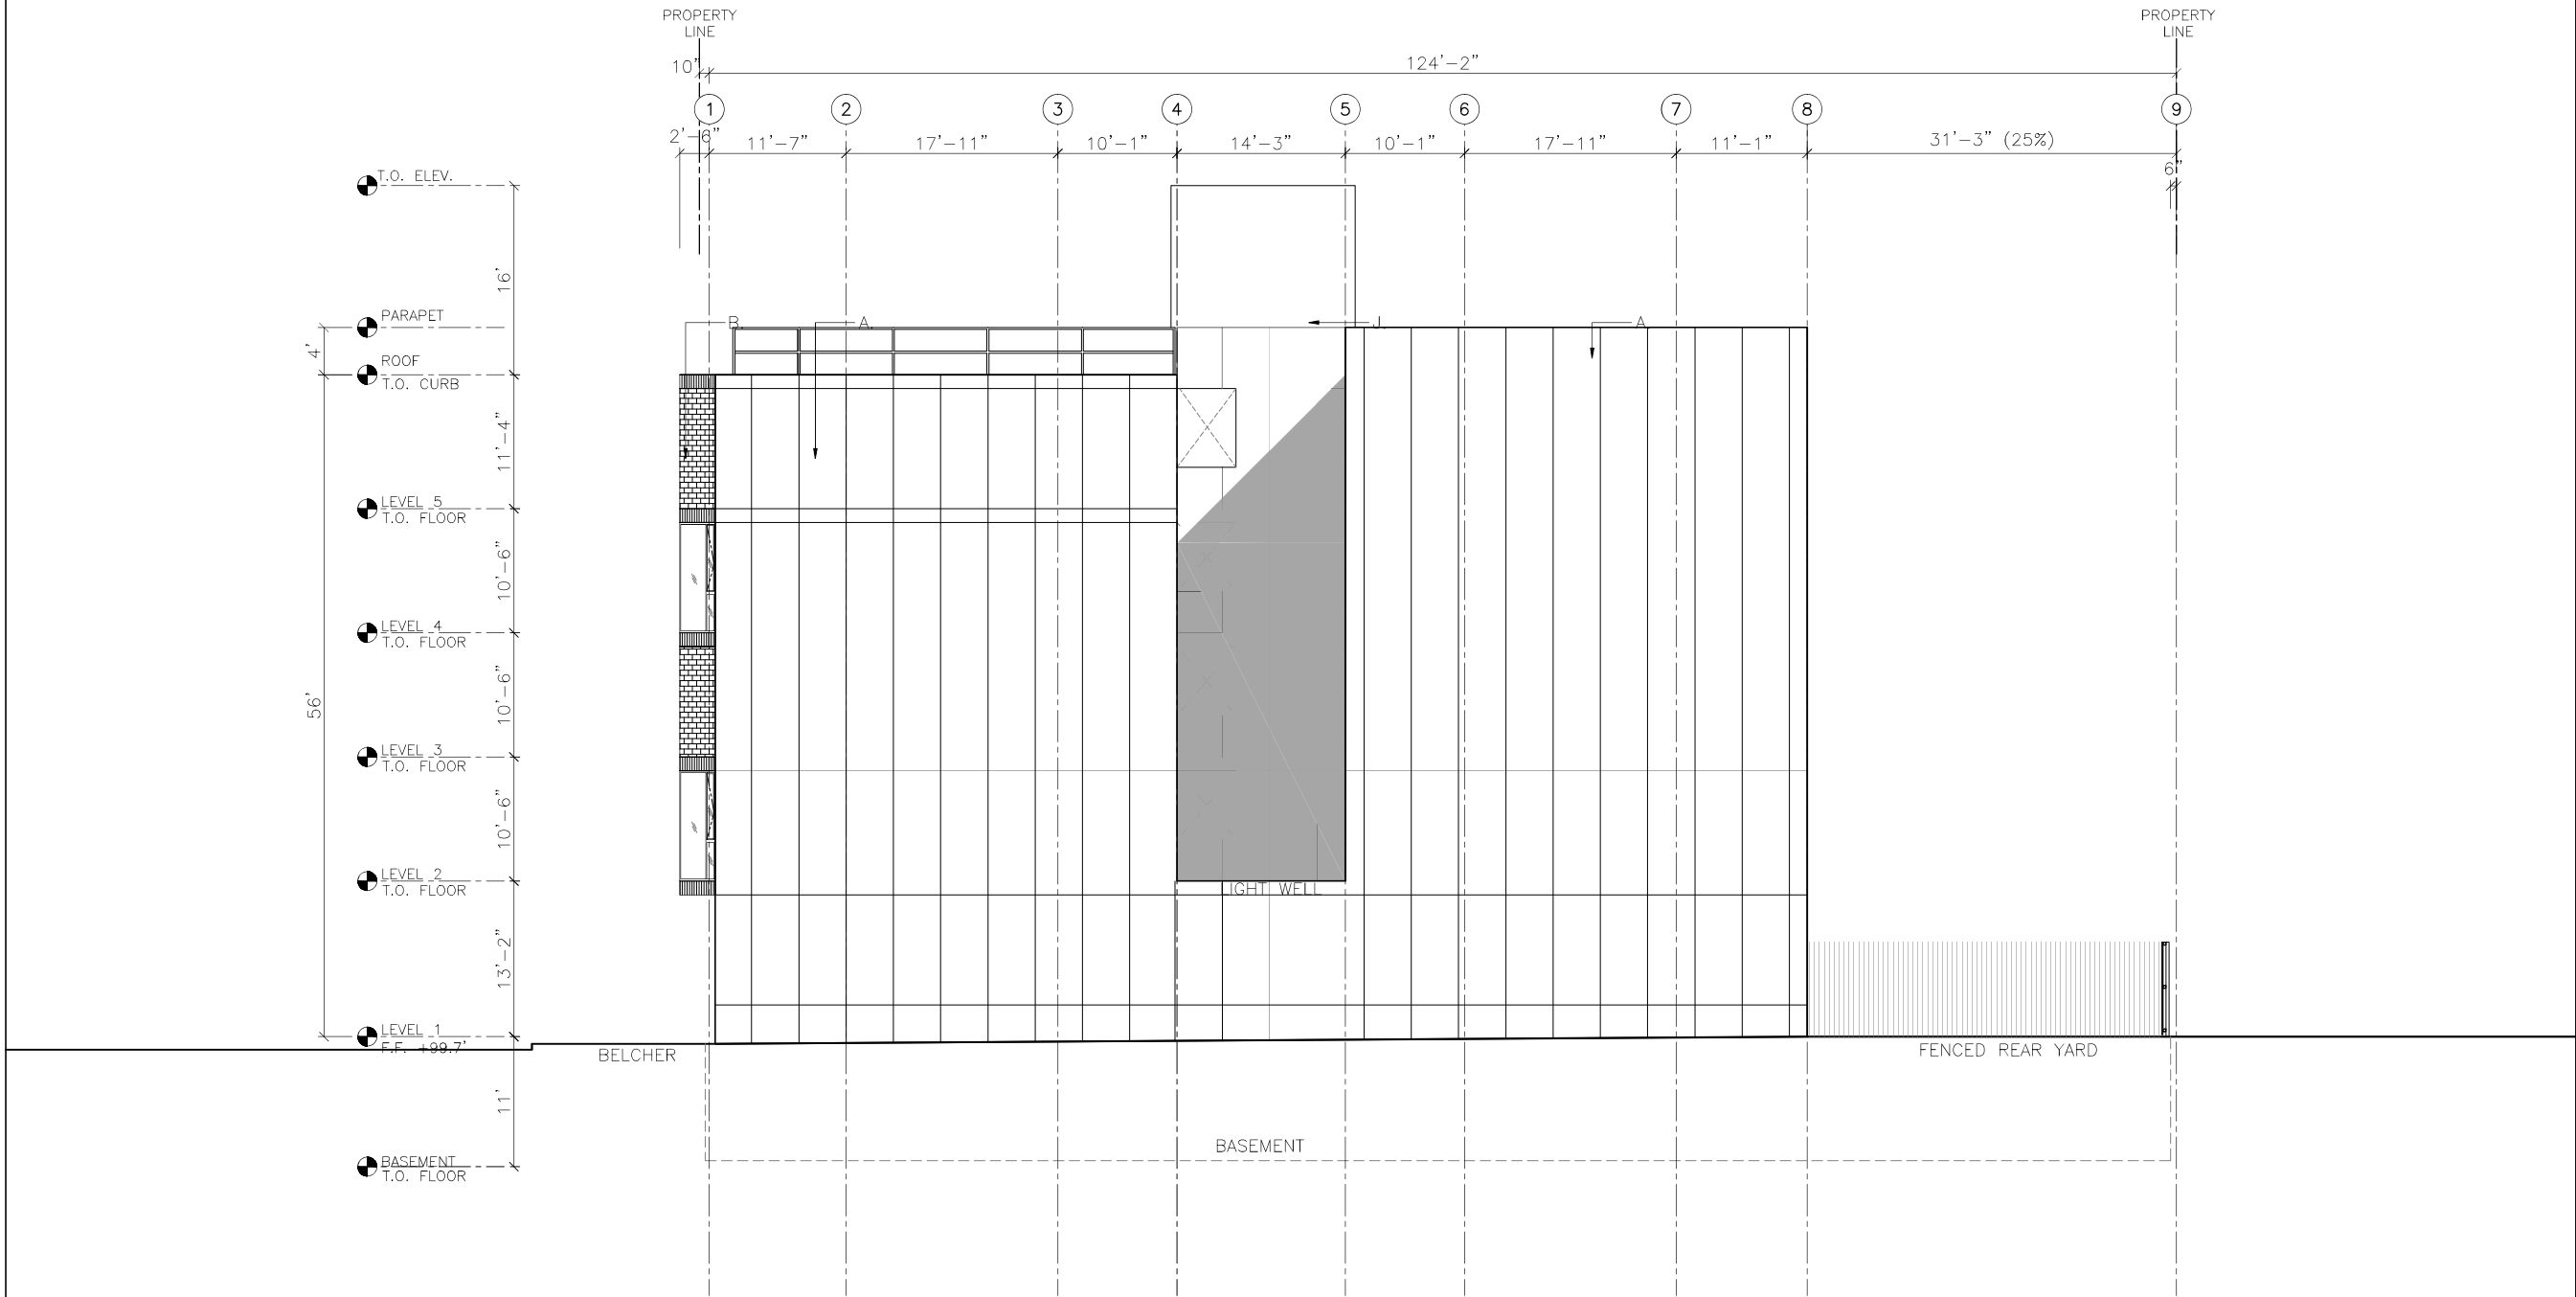 PROPERTY
LINE
PROPERTY
LINE
10"
124'-2"
1
2
3
4
5
6
7
8
9
2'-6"
11'-7"
17'-11"
10'-1"
14'-3"
10'-1"
17'-11"
11'-1"
31'-3" (25%)
6"
T.O. ELEV.
16'
PARAPET
B.
A.
J.
A.
4'
ROOF
T.O. CURB
11'-4"
LEVEL 5
T.O. FLOOR
10'-6"
LEVEL 4
T.O. FLOOR
56'
10'-6"
LEVEL 3
T.O. FLOOR
10'-6"
LEVEL 2
T.O. FLOOR
LIGHT WELL
13'-2"
LEVEL 1
F.F. +99.7'
BELCHER
FENCED REAR YARD
11'
BASEMENT
BASEMENT
T.O. FLOOR